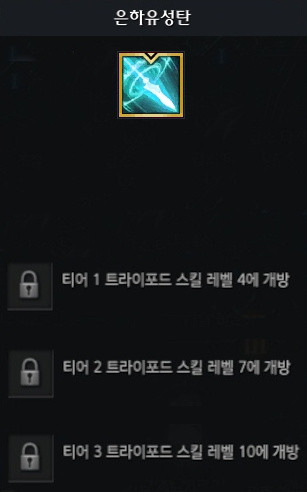 은하유성탄
티어 1 트라이포드 스킬 레벨 4에 개방
티어 2 트라이포드 스킬 레벨 7에 개방
티어 3 트라이포드 스킬 레벨 10에 개방